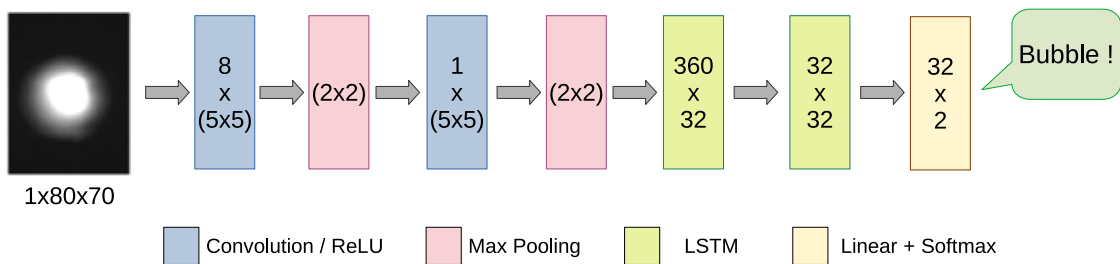 1x80x70
8
x
(5x5)
(2x2)
1
x
(5x5)
(2x2)
360
x
32
32
x
32
32
x
2
Bubble !
Convolution / ReLU
Max Pooling
LSTM
Linear + Softmax